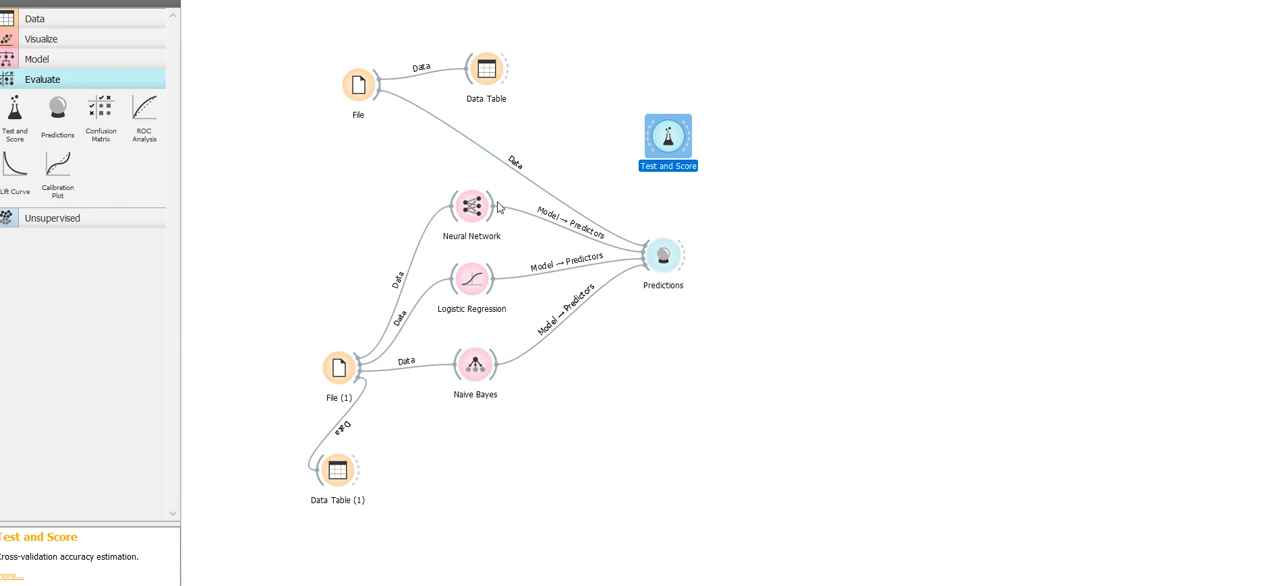 Data
Visualize
Model
Evaluate
Test and
Score
Predictions
Confusion
Matrix
ROC
Analysis
Lift Curve
Calibration
Plot
Unsupervised
Test and Score
Cross-validation accuracy estimation.
more...
Data
Data Table
File
Test and Score
Data
Model → Predictors
Neural Network
Model → Predictors
Predictions
Data
Logistic Regression
Data
Model → Predictors
Data
Naive Bayes
File (1)
Data
Data Table (1)